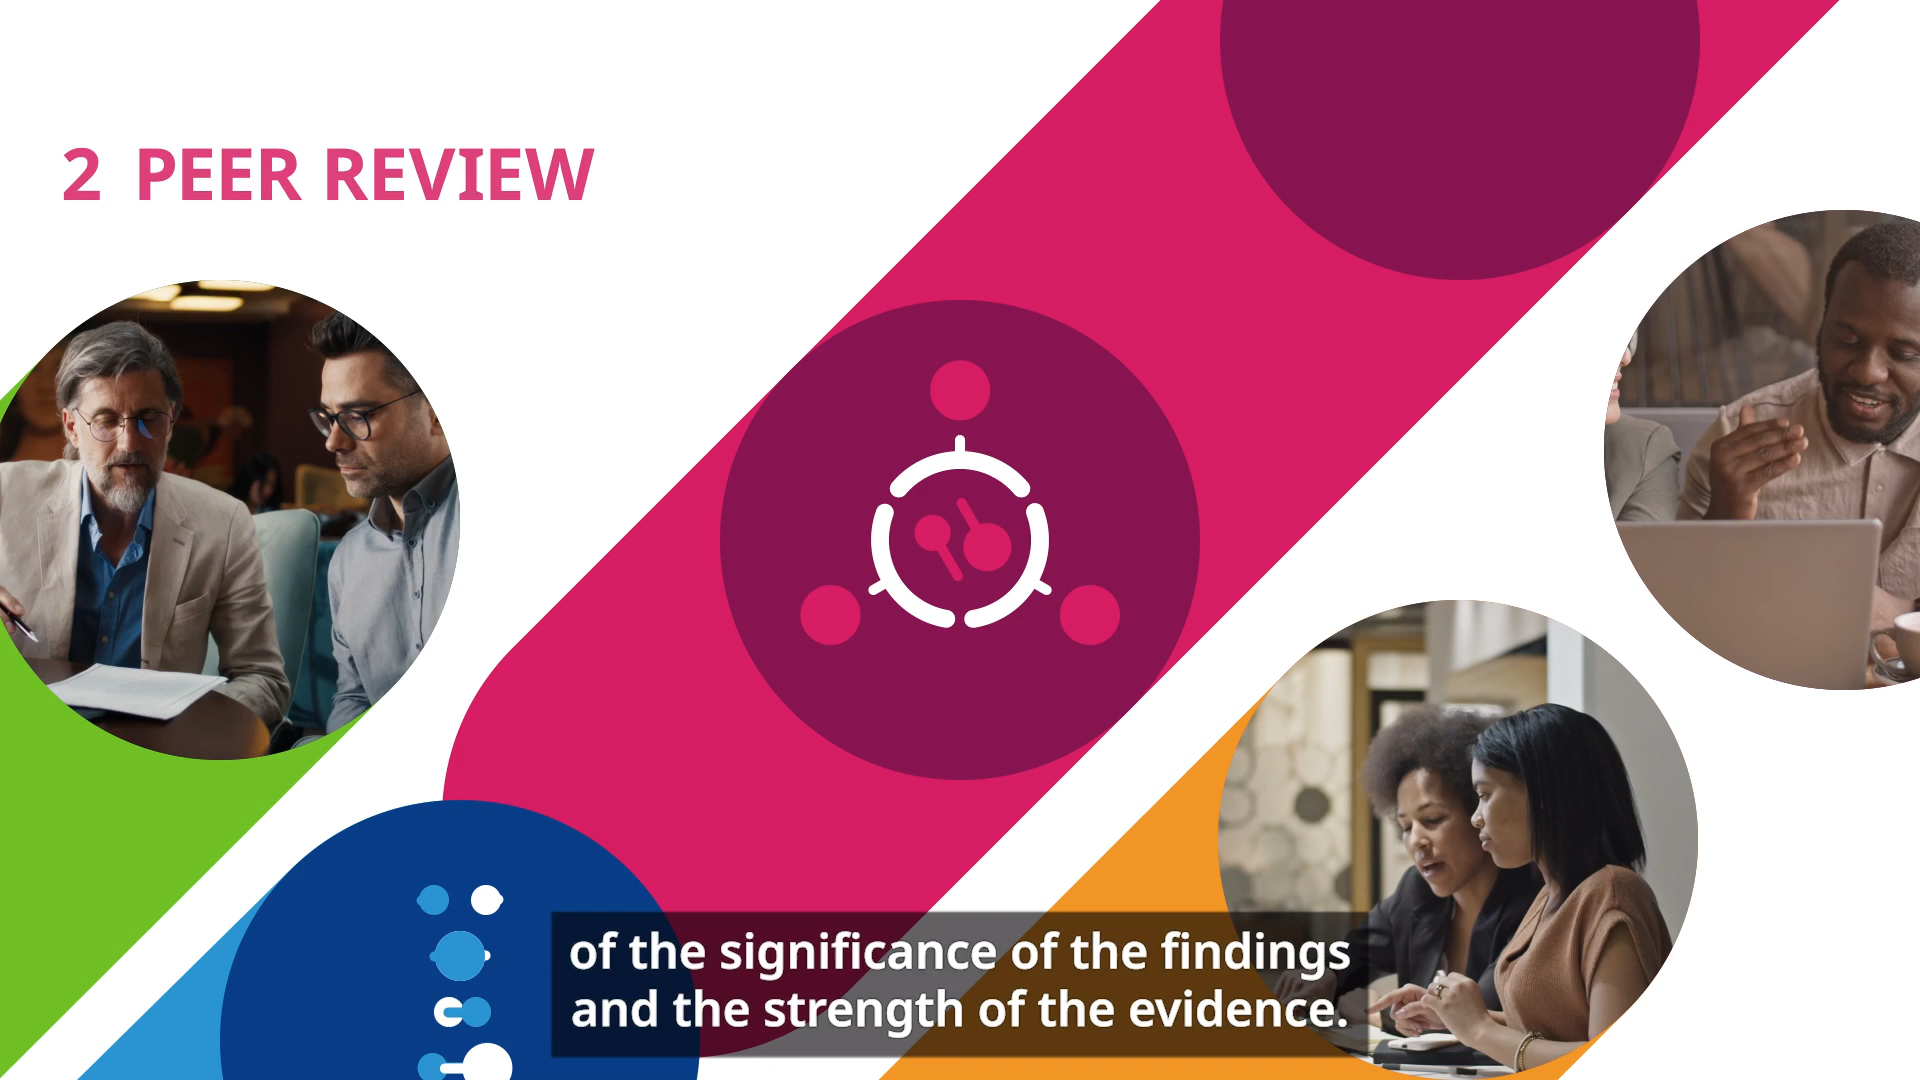 2 PEER REVIEW
of the significance of the findings
and the strength of the evidence.